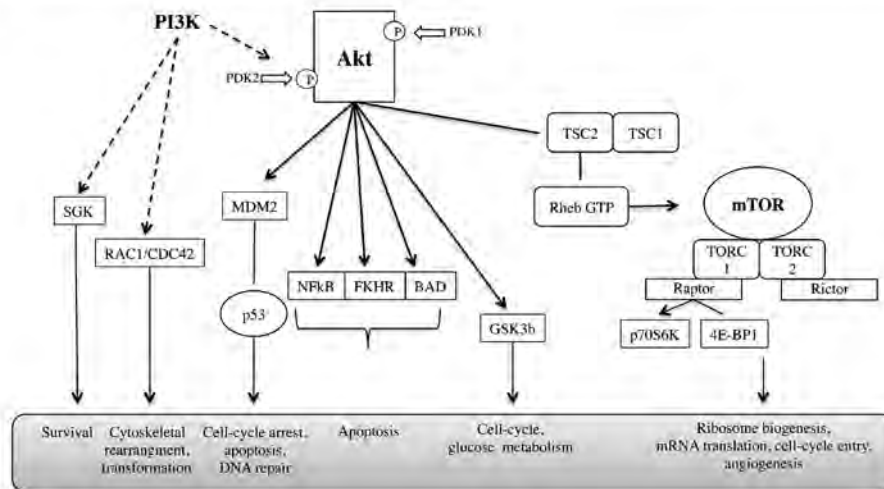 PI3K
Akt
P
PDK1
PDK2
P
TSC2
TSC1
SGK
MDM2
Rheb GTP
mTOR
RAC1/CDC42
TORC
1
TORC
2
NFkB
FKHR
BAD
Raptor
Rictor
p53
GSK3b
p70S6K
4E-BP1
Survival
Cytoskeletal
rearrangment,
transformation
Cell-cycle arrest,
apoptosis,
DNA repair
Apoptosis
Cell-cycle,
glucose metabolism
Ribosome biogenesis,
mRNA translation, cell-cycle entry,
angiogenesis